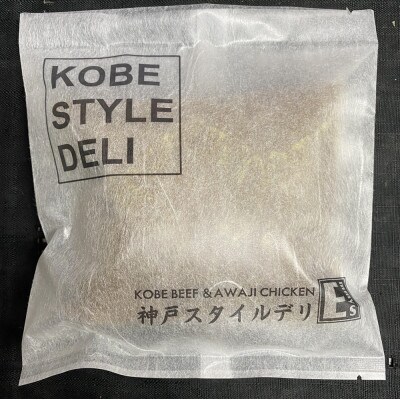 KOBE
STYLE
DELI
KOBE BEEF & AWAJI CHICKEN
神戸スタイルデリ